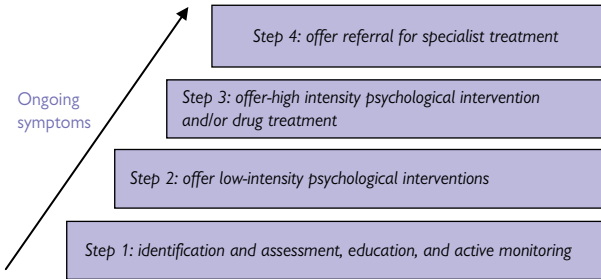 Step 4: offer referral for specialist treatment
Ongoing
symptoms
Step 3: offer-high intensity psychological intervention
and/or drug treatment
Step 2: offer low-intensity psychological interventions
Step 1: identification and assessment, education, and active monitoring